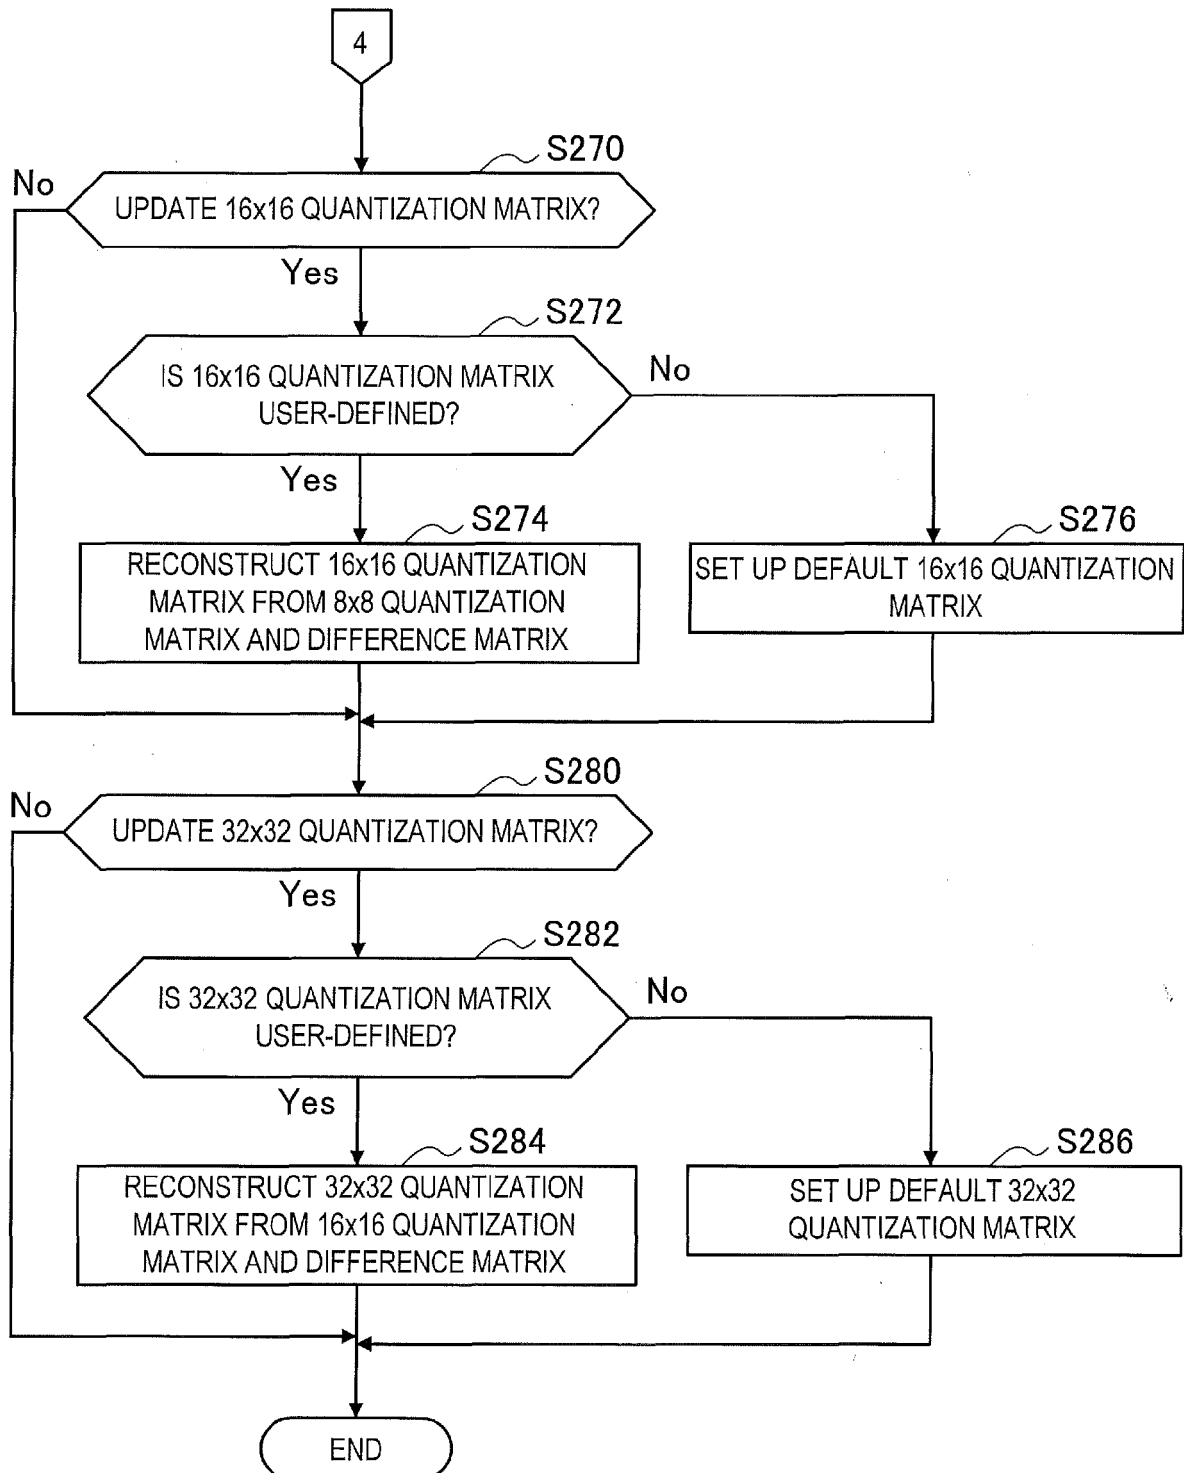 4
S270
No
UPDATE 16x16 QUANTIZATION MATRIX?
Yes
S272
IS 16x16 QUANTIZATION MATRIX
USER-DEFINED?
No
Yes
S274
RECONSTRUCT 16x16 QUANTIZATION
MATRIX FROM 8x8 QUANTIZATION
MATRIX AND DIFFERENCE MATRIX
S276
SET UP DEFAULT 16x16 QUANTIZATION
MATRIX
S280
No
UPDATE 32x32 QUANTIZATION MATRIX?
Yes
S282
IS 32x32 QUANTIZATION MATRIX
USER-DEFINED?
No
Yes
S284
RECONSTRUCT 32x32 QUANTIZATION
MATRIX FROM 16x16 QUANTIZATION
MATRIX AND DIFFERENCE MATRIX
S286
SET UP DEFAULT 32x32
QUANTIZATION MATRIX
END